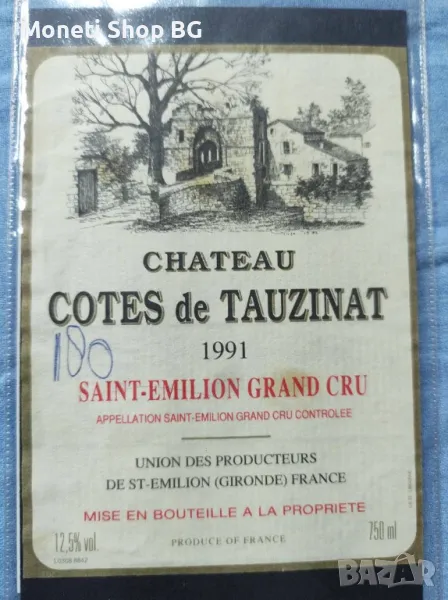 Moneti Shop BG
CHATEAU
COTES de TAUZINAT
180
1991
SAINT-EMILION GRAND CRU
APPELLATION SAINT-EMILION GRAND CRU CONTROLEE
UNION DES PRODUCTEURS
DE ST-EMILION (GIRONDE) FRANCE
MISE EN BOUTEILLE A LA PROPRIETE
12,5% vol. 750 ml
PRODUCE OF FRANCE
bazar